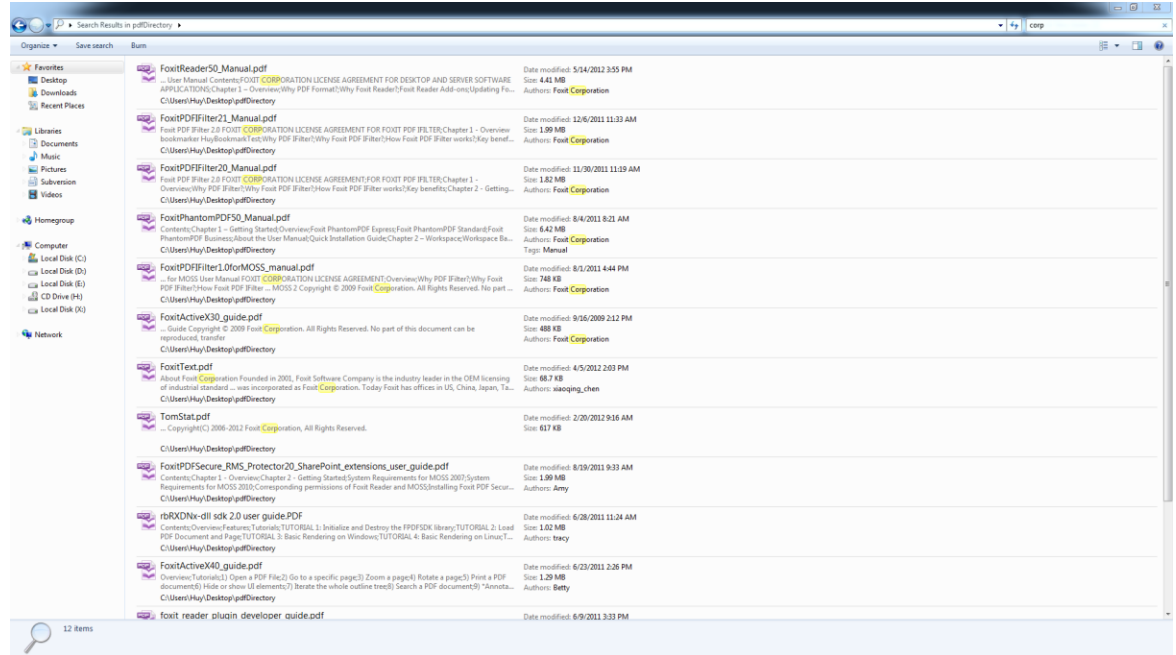 Search Results in pdfDirectory
corp
Organize
Save search
Burn
Favorites
Desktop
Downloads
Recent Places
Libraries
Documents
Music
Pictures
Subversion
Videos
Homegroup
Computer
Local Disk (C:)
Local Disk (D:)
Local Disk (E:)
CD Drive (H:)
Local Disk (X:)
Network
FoxitReader50_Manual.pdf
... User Manual Contents;FOXIT CORPORATION LICENSE AGREEMENT FOR DESKTOP AND SERVER SOFTWARE
APPLICATIONS;Chapter 1 – Overview;Why PDF Format?;Why Foxit Reader?;Foxit Reader Add-ons;Updating Fo...
C:\Users\Huy\Desktop\pdfDirectory
Date modified: 5/14/2012 3:55 PM
Size: 4.41 MB
Authors: Foxit Corporation
FoxitPDFIFilter21_Manual.pdf
Foxit PDF IFilter 2.0 FOXIT CORPORATION LICENSE AGREEMENT FOR FOXIT PDF IFILTER;Chapter 1 - Overview
bookmarker HuyBookmarkTest;Why PDF IFilter?;Why Foxit PDF IFilter?;How Foxit PDF IFilter works?;Key benef...
C:\Users\Huy\Desktop\pdfDirectory
Date modified: 12/6/2011 11:33 AM
Size: 1.99 MB
Authors: Foxit Corporation
FoxitPDFIFilter20_Manual.pdf
Foxit PDF IFilter 2.0 FOXIT CORPORATION LICENSE AGREEMENT;FOR FOXIT PDF IFILTER;Chapter 1 -
Overview;Why PDF IFilter?;Why Foxit PDF IFilter?;How Foxit PDF IFilter works?;Key benefits;Chapter 2 - Getting...
C:\Users\Huy\Desktop\pdfDirectory
Date modified: 11/30/2011 11:19 AM
Size: 1.82 MB
Authors: Foxit Corporation
FoxitPhantomPDF50_Manual.pdf
Contents;Chapter 1 – Getting Started;Overview;Foxit PhantomPDF Express;Foxit PhantomPDF Standard;Foxit
PhantomPDF Business;About the User Manual;Quick Installation Guide;Chapter 2 – Workspace;Workspace Ba...
C:\Users\Huy\Desktop\pdfDirectory
Date modified: 8/4/2011 8:21 AM
Size: 6.42 MB
Authors: Foxit Corporation
Tags: Manual
FoxitPDFIFilter1.0forMOSS_manual.pdf
... for MOSS User Manual FOXIT CORPORATION LICENSE AGREEMENT;Overview;Why PDF IFilter?;Why Foxit
PDF IFilter?;How Foxit PDF IFilter ... MOSS 2 Copyright © 2009 Foxit Corporation. All Rights Reserved. No part ...
C:\Users\Huy\Desktop\pdfDirectory
Date modified: 8/1/2011 4:44 PM
Size: 748 KB
Authors: Foxit Corporation
FoxitActiveX30_guide.pdf
... Guide Copyright © 2009 Foxit Corporation. All Rights Reserved. No part of this document can be
reproduced, transfer
C:\Users\Huy\Desktop\pdfDirectory
Date modified: 9/16/2009 2:12 PM
Size: 488 KB
Authors: Foxit Corporation
FoxitText.pdf
About Foxit Corporation Founded in 2001, Foxit Software Company is the industry leader in the OEM licensing
of industrial standard ... was incorporated as Foxit Corporation. Today Foxit has offices in US, China, Japan, Ta...
C:\Users\Huy\Desktop\pdfDirectory
Date modified: 4/5/2012 2:03 PM
Size: 68.7 KB
Authors: xiaoqing_chen
TomStat.pdf
... Copyright(C) 2006-2012 Foxit Corporation, All Rights Reserved.
C:\Users\Huy\Desktop\pdfDirectory
Date modified: 2/20/2012 9:16 AM
Size: 617 KB
FoxitPDFSecure_RMS_Protector20_SharePoint_extensions_user_guide.pdf
Contents;Chapter 1 - Overview;Chapter 2 - Getting Started;System Requirements for MOSS 2007;System
Requirements for MOSS 2010;Corresponding permissions of Foxit Reader and MOSS;Installing Foxit PDF Secur...
C:\Users\Huy\Desktop\pdfDirectory
Date modified: 8/19/2011 9:33 AM
Size: 1.99 MB
Authors: Amy
rbRXDNx-dll sdk 2.0 user guide.PDF
Contents;Overview;Features;Tutorials;TUTORIAL 1: Initialize and Destroy the FPDFSDK library;TUTORIAL 2: Load
PDF Document and Page;TUTORIAL 3: Basic Rendering on Windows;TUTORIAL 4: Basic Rendering on Linux;T...
C:\Users\Huy\Desktop\pdfDirectory
Date modified: 6/28/2011 11:24 AM
Size: 1.02 MB
Authors: tracy
FoxitActiveX40_guide.pdf
Overview;Tutorials;1) Open a PDF File;2) Go to a specific page;3) Zoom a page;4) Rotate a page;5) Print a PDF
document;6) Hide or show UI elements;7) Iterate the whole outline tree;8) Search a PDF document;9) *Annota...
C:\Users\Huy\Desktop\pdfDirectory
Date modified: 6/23/2011 2:26 PM
Size: 1.29 MB
Authors: Betty
foxit reader plugin developer guide.pdf
Date modified: 6/9/2011 3:33 PM
12 items